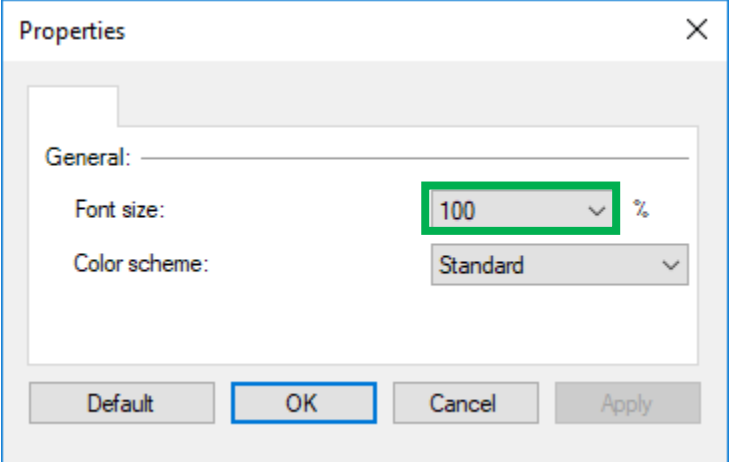 Properties
General:
Font size: 100 %
Color scheme: Standard
Default OK Cancel Apply